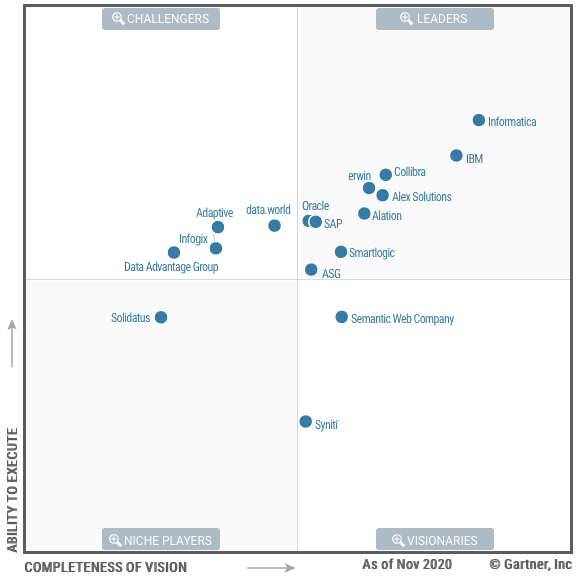 CHALLENGERS
LEADERS
Informatica
IBM
Collibra
erwin
Alex Solutions
Oracle
Alation
SAP
data.world
Adaptive
Infogix
Data Advantage Group
Smartlogic
ASG
Solidatus
Semantic Web Company
Syniti
NICHE PLAYERS
VISIONARIES
ABILITY TO EXECUTE
COMPLETENESS OF VISION
As of Nov 2020
© Gartner, Inc